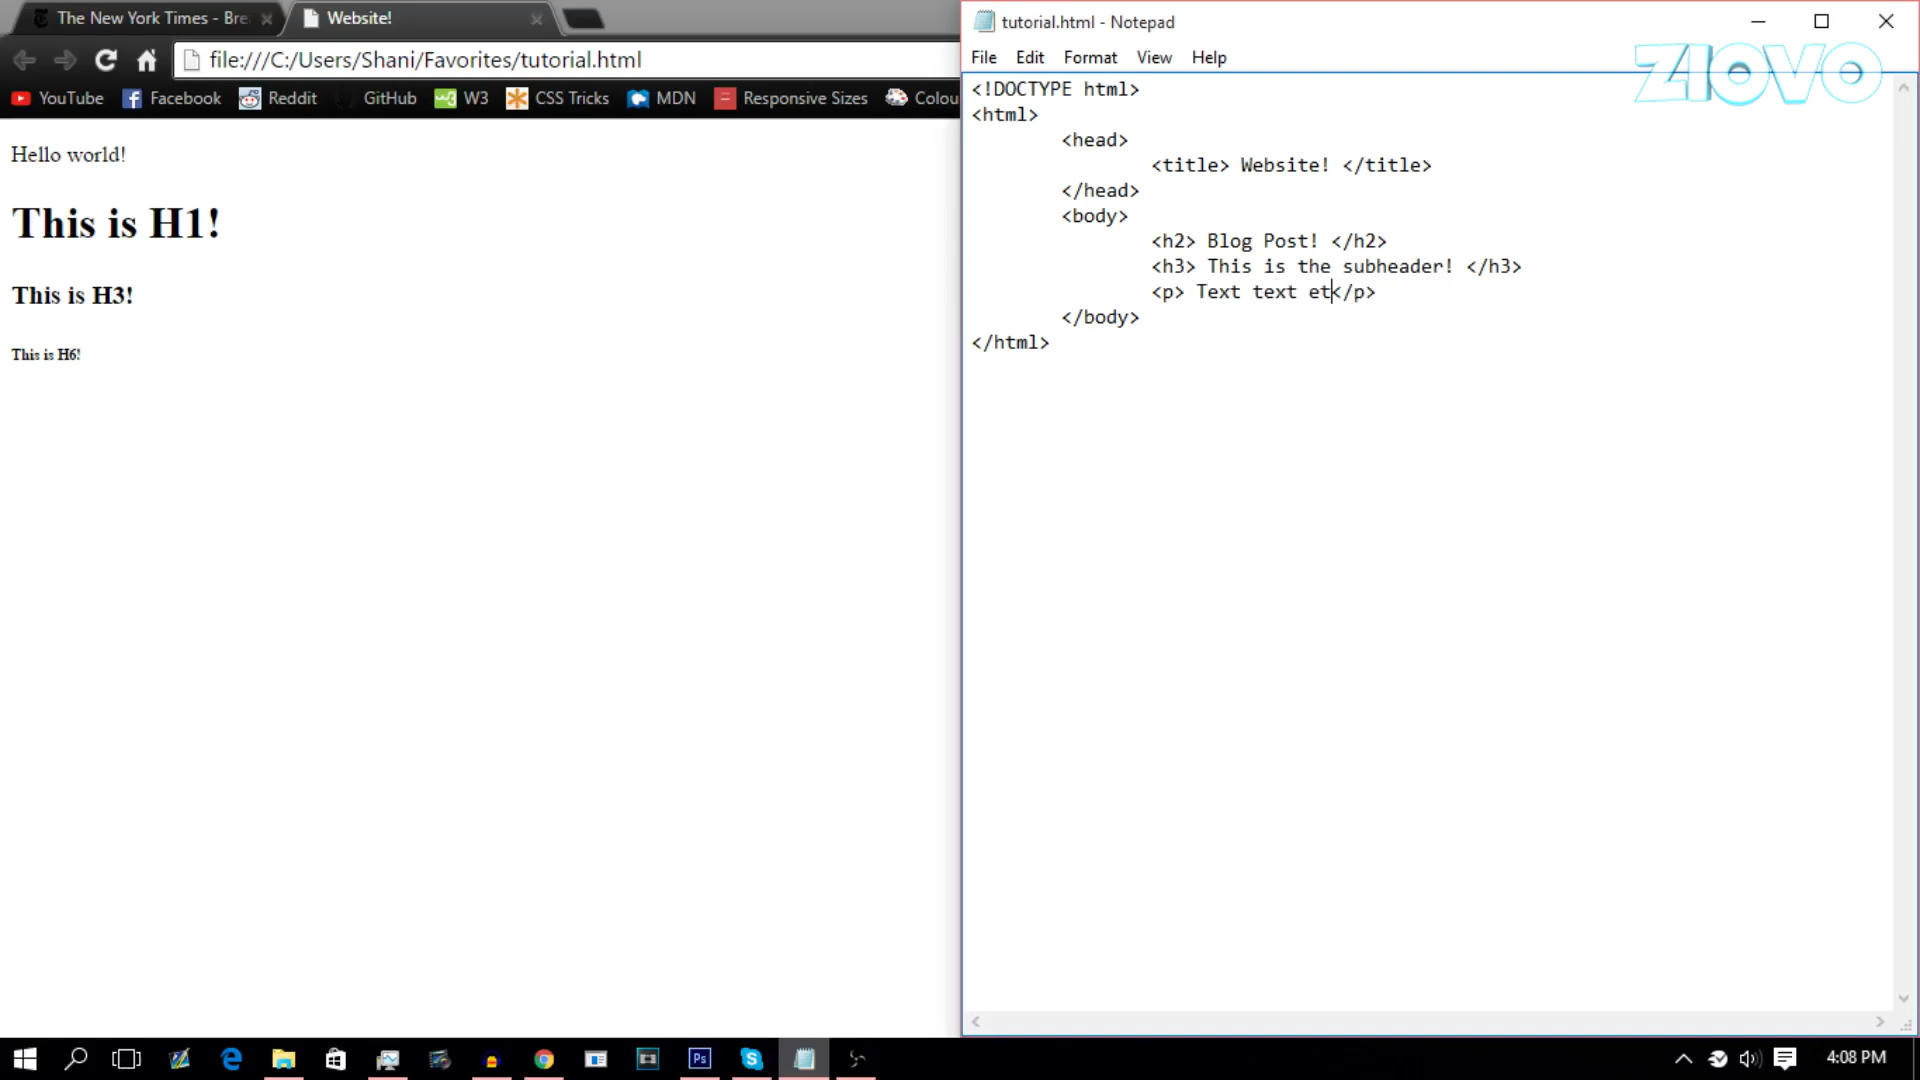 The New York Times - Bre
Website!
file:///C:/Users/Shani/Favorites/tutorial.html
YouTube Facebook Reddit GitHub W3 CSS Tricks MDN Responsive Sizes Colou
Hello world!
This is H1!
This is H3!
This is H6!
tutorial.html - Notepad
File Edit Format View Help
ZIOVO
<!DOCTYPE html>
<html>
<head>
<title> Website! </title>
</head>
<body>
<h2> Blog Post! </h2>
<h3> This is the subheader! </h3>
<p> Text text et</p>
</body>
</html>
Ps
4:08 PM